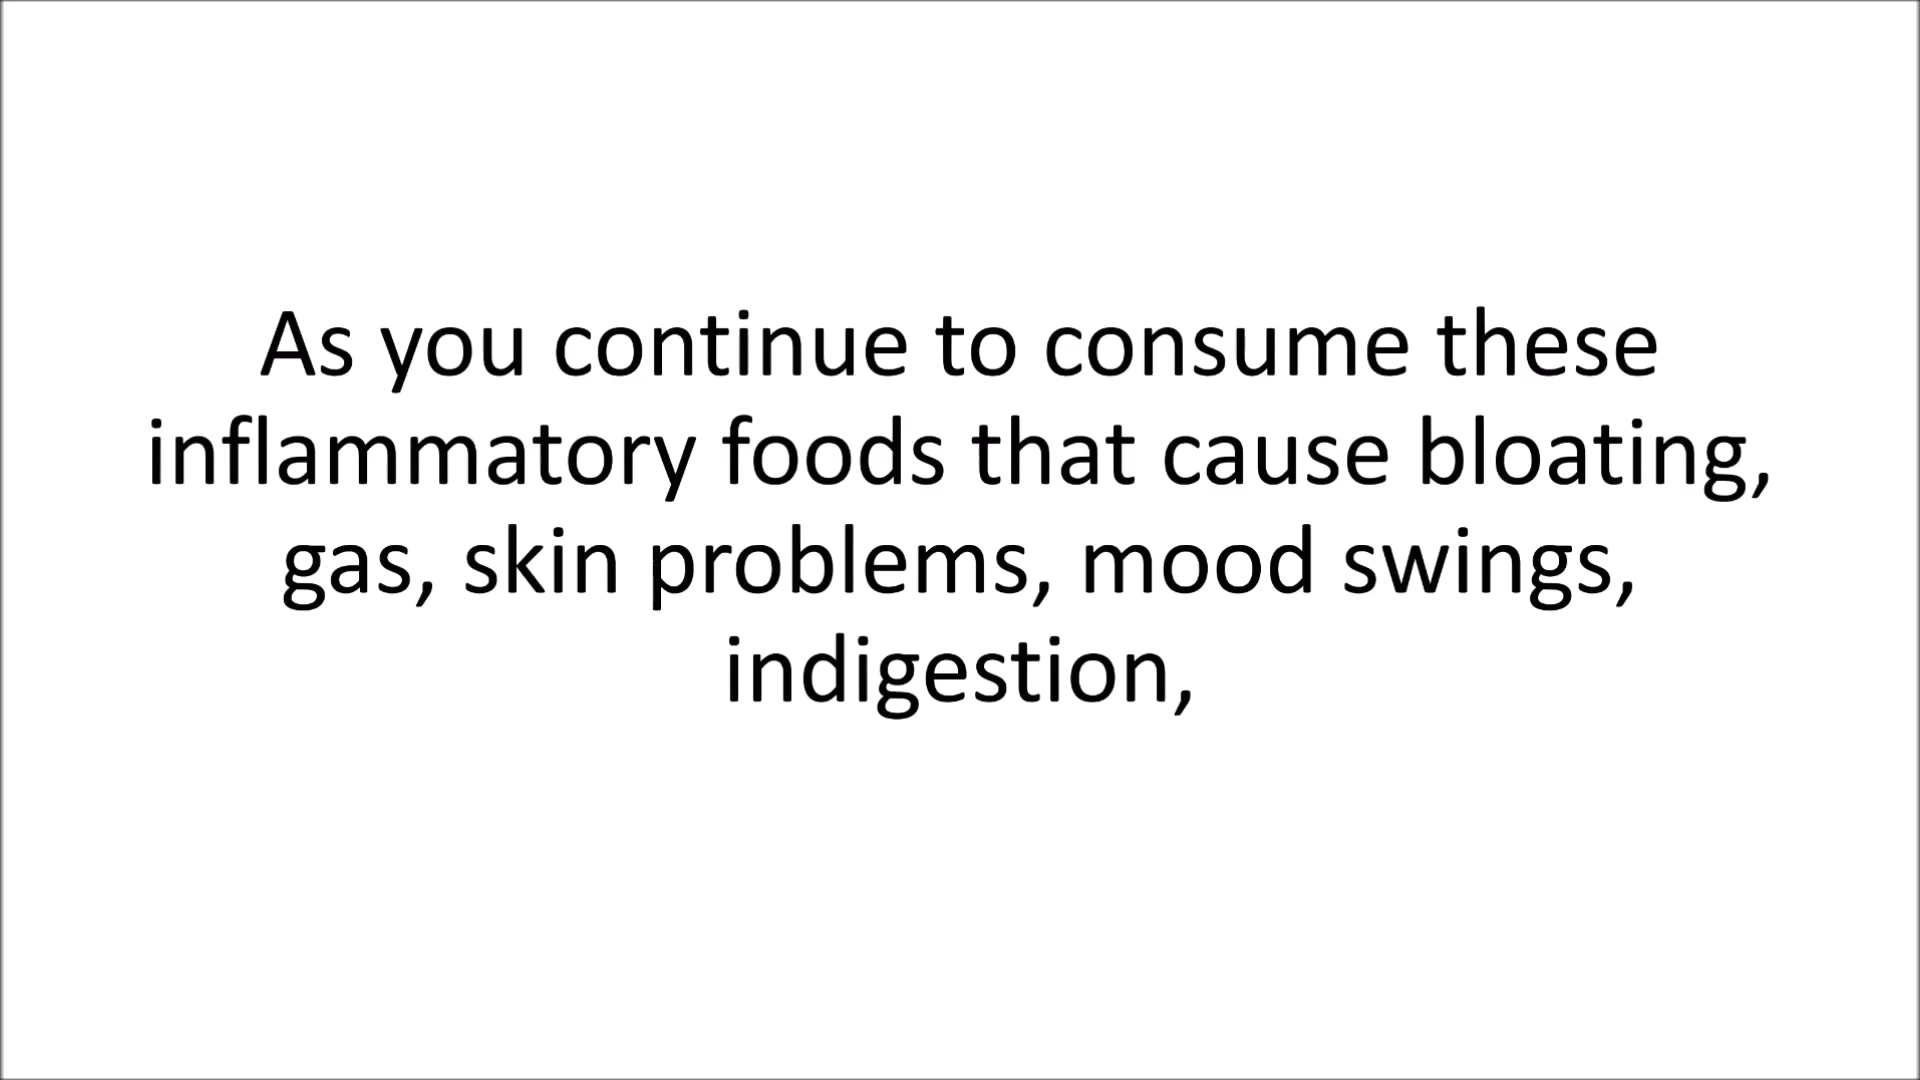 As you continue to consume these
inflammatory foods that cause bloating,
gas, skin problems, mood swings,
indigestion,